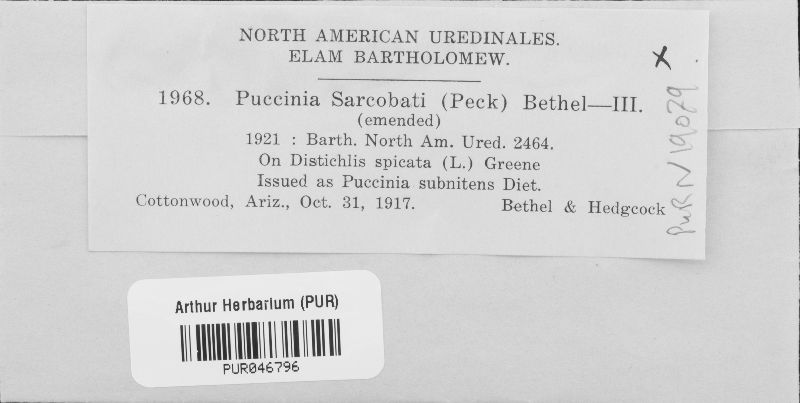 NORTH AMERICAN UREDINALES.
ELAM BARTHOLOMEW.
X
1968. Puccinia Sarcobati (Peck) Bethel—III.
(emended)
1921 : Barth. North Am. Ured. 2464.
On Distichlis spicata (L.) Greene
Issued as Puccinia subnitens Diet.
Cottonwood, Ariz., Oct. 31, 1917. Bethel & Hedgcock
PUR N19079
Arthur Herbarium (PUR)
PUR046796